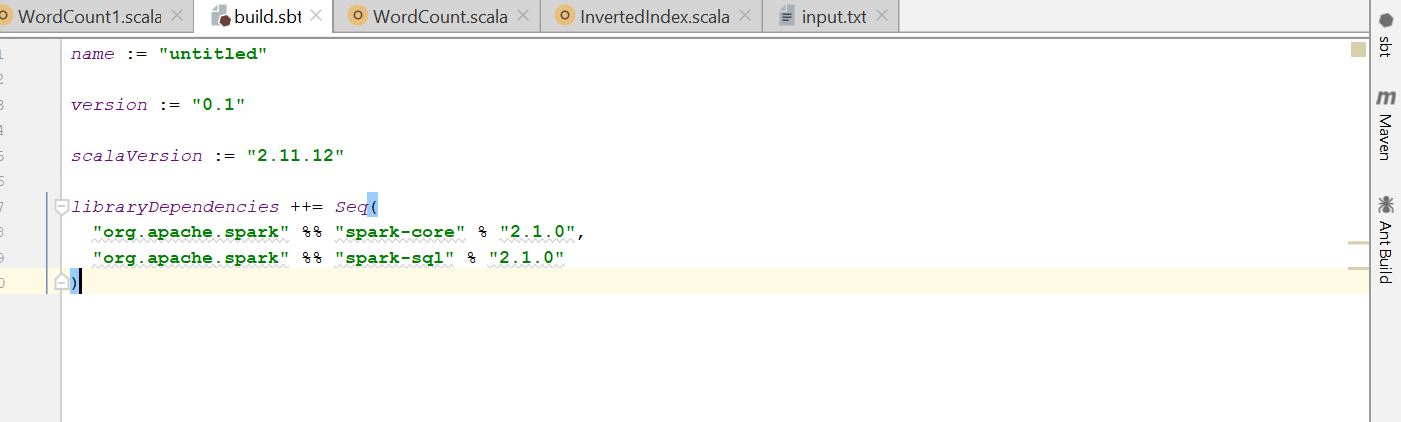 WordCount1.scala build.sbt WordCount.scala InvertedIndex.scala input.txt
name := "untitled"
version := "0.1"
scalaVersion := "2.11.12"
libraryDependencies ++= Seq(
"org.apache.spark" %% "spark-core" % "2.1.0",
"org.apache.spark" %% "spark-sql" % "2.1.0"
)
sbt
m Maven
Ant Build